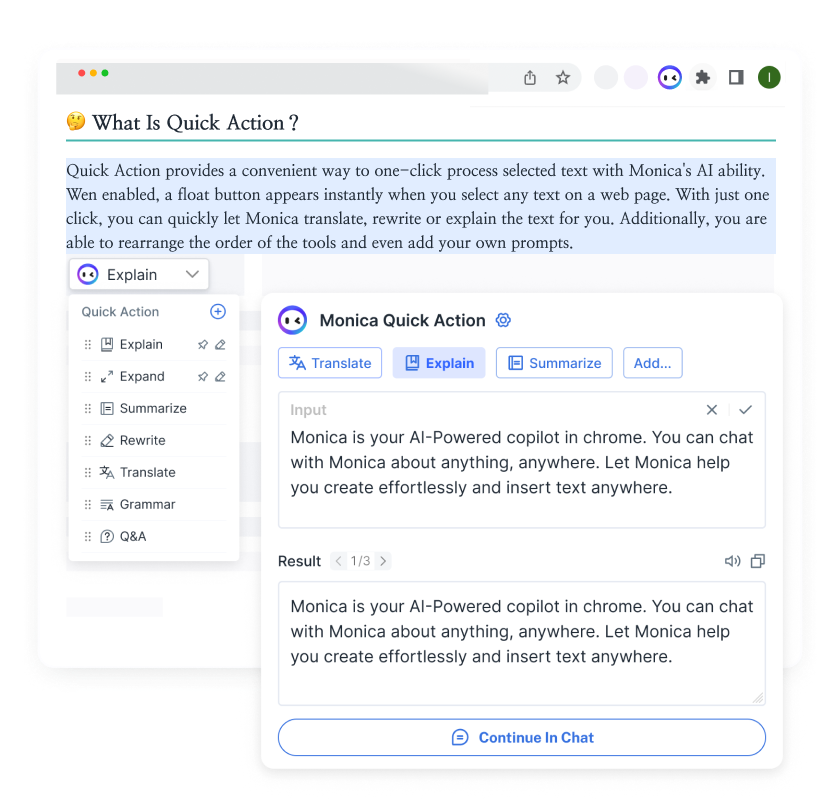 I
🤔 What Is Quick Action?
Quick Action provides a convenient way to one-click process selected text with Monica's AI ability.
Wen enabled, a float button appears instantly when you select any text on a web page. With just one
click, you can quickly let Monica translate, rewrite or explain the text for you. Additionally, you are
able to rearrange the order of the tools and even add your own prompts.
Explain
Quick Action
Explain
Expand
Summarize
Rewrite
Translate
Grammar
Q&A
Monica Quick Action
Translate Explain Summarize Add...
Input
Monica is your AI-Powered copilot in chrome. You can chat
with Monica about anything, anywhere. Let Monica help
you create effortlessly and insert text anywhere.
Result < 1/3 >
Monica is your AI-Powered copilot in chrome. You can chat
with Monica about anything, anywhere. Let Monica help
you create effortlessly and insert text anywhere.
Continue In Chat